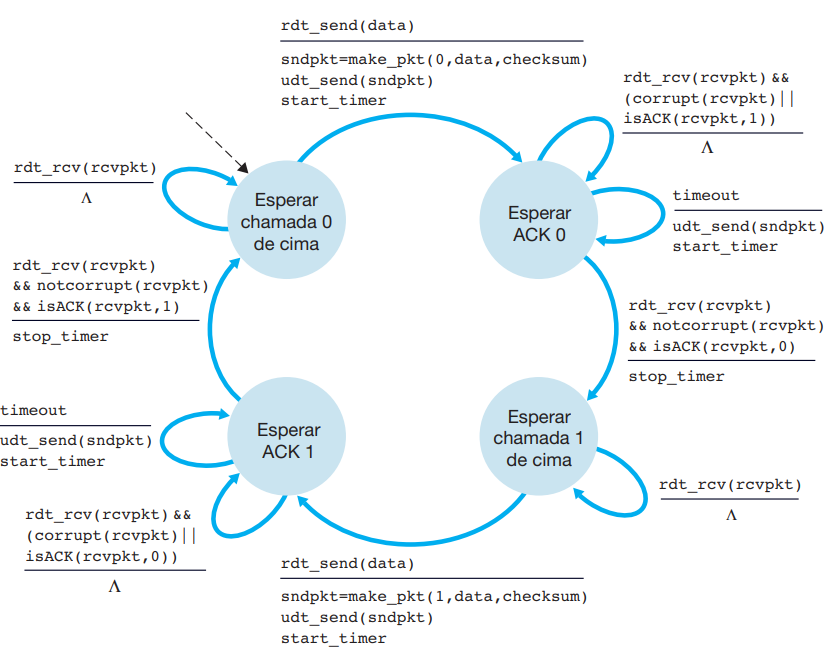 rdt_send(data)
sndpkt=make_pkt(0,data,checksum)
udt_send(sndpkt)
start_timer
rdt_rcv(rcvpkt) &&
(corrupt(rcvpkt)||
isACK(rcvpkt,1))
Λ
rdt_rcv(rcvpkt)
Λ
Esperar
chamada 0
de cima
Esperar
ACK 0
timeout
udt_send(sndpkt)
start_timer
rdt_rcv(rcvpkt)
&& notcorrupt(rcvpkt)
&& isACK(rcvpkt,1)
stop_timer
rdt_rcv(rcvpkt)
&& notcorrupt(rcvpkt)
&& isACK(rcvpkt,0)
stop_timer
timeout
udt_send(sndpkt)
start_timer
Esperar
ACK 1
Esperar
chamada 1
de cima
rdt_rcv(rcvpkt)
Λ
rdt_rcv(rcvpkt) &&
(corrupt(rcvpkt)||
isACK(rcvpkt,0))
Λ
rdt_send(data)
sndpkt=make_pkt(1,data,checksum)
udt_send(sndpkt)
start_timer